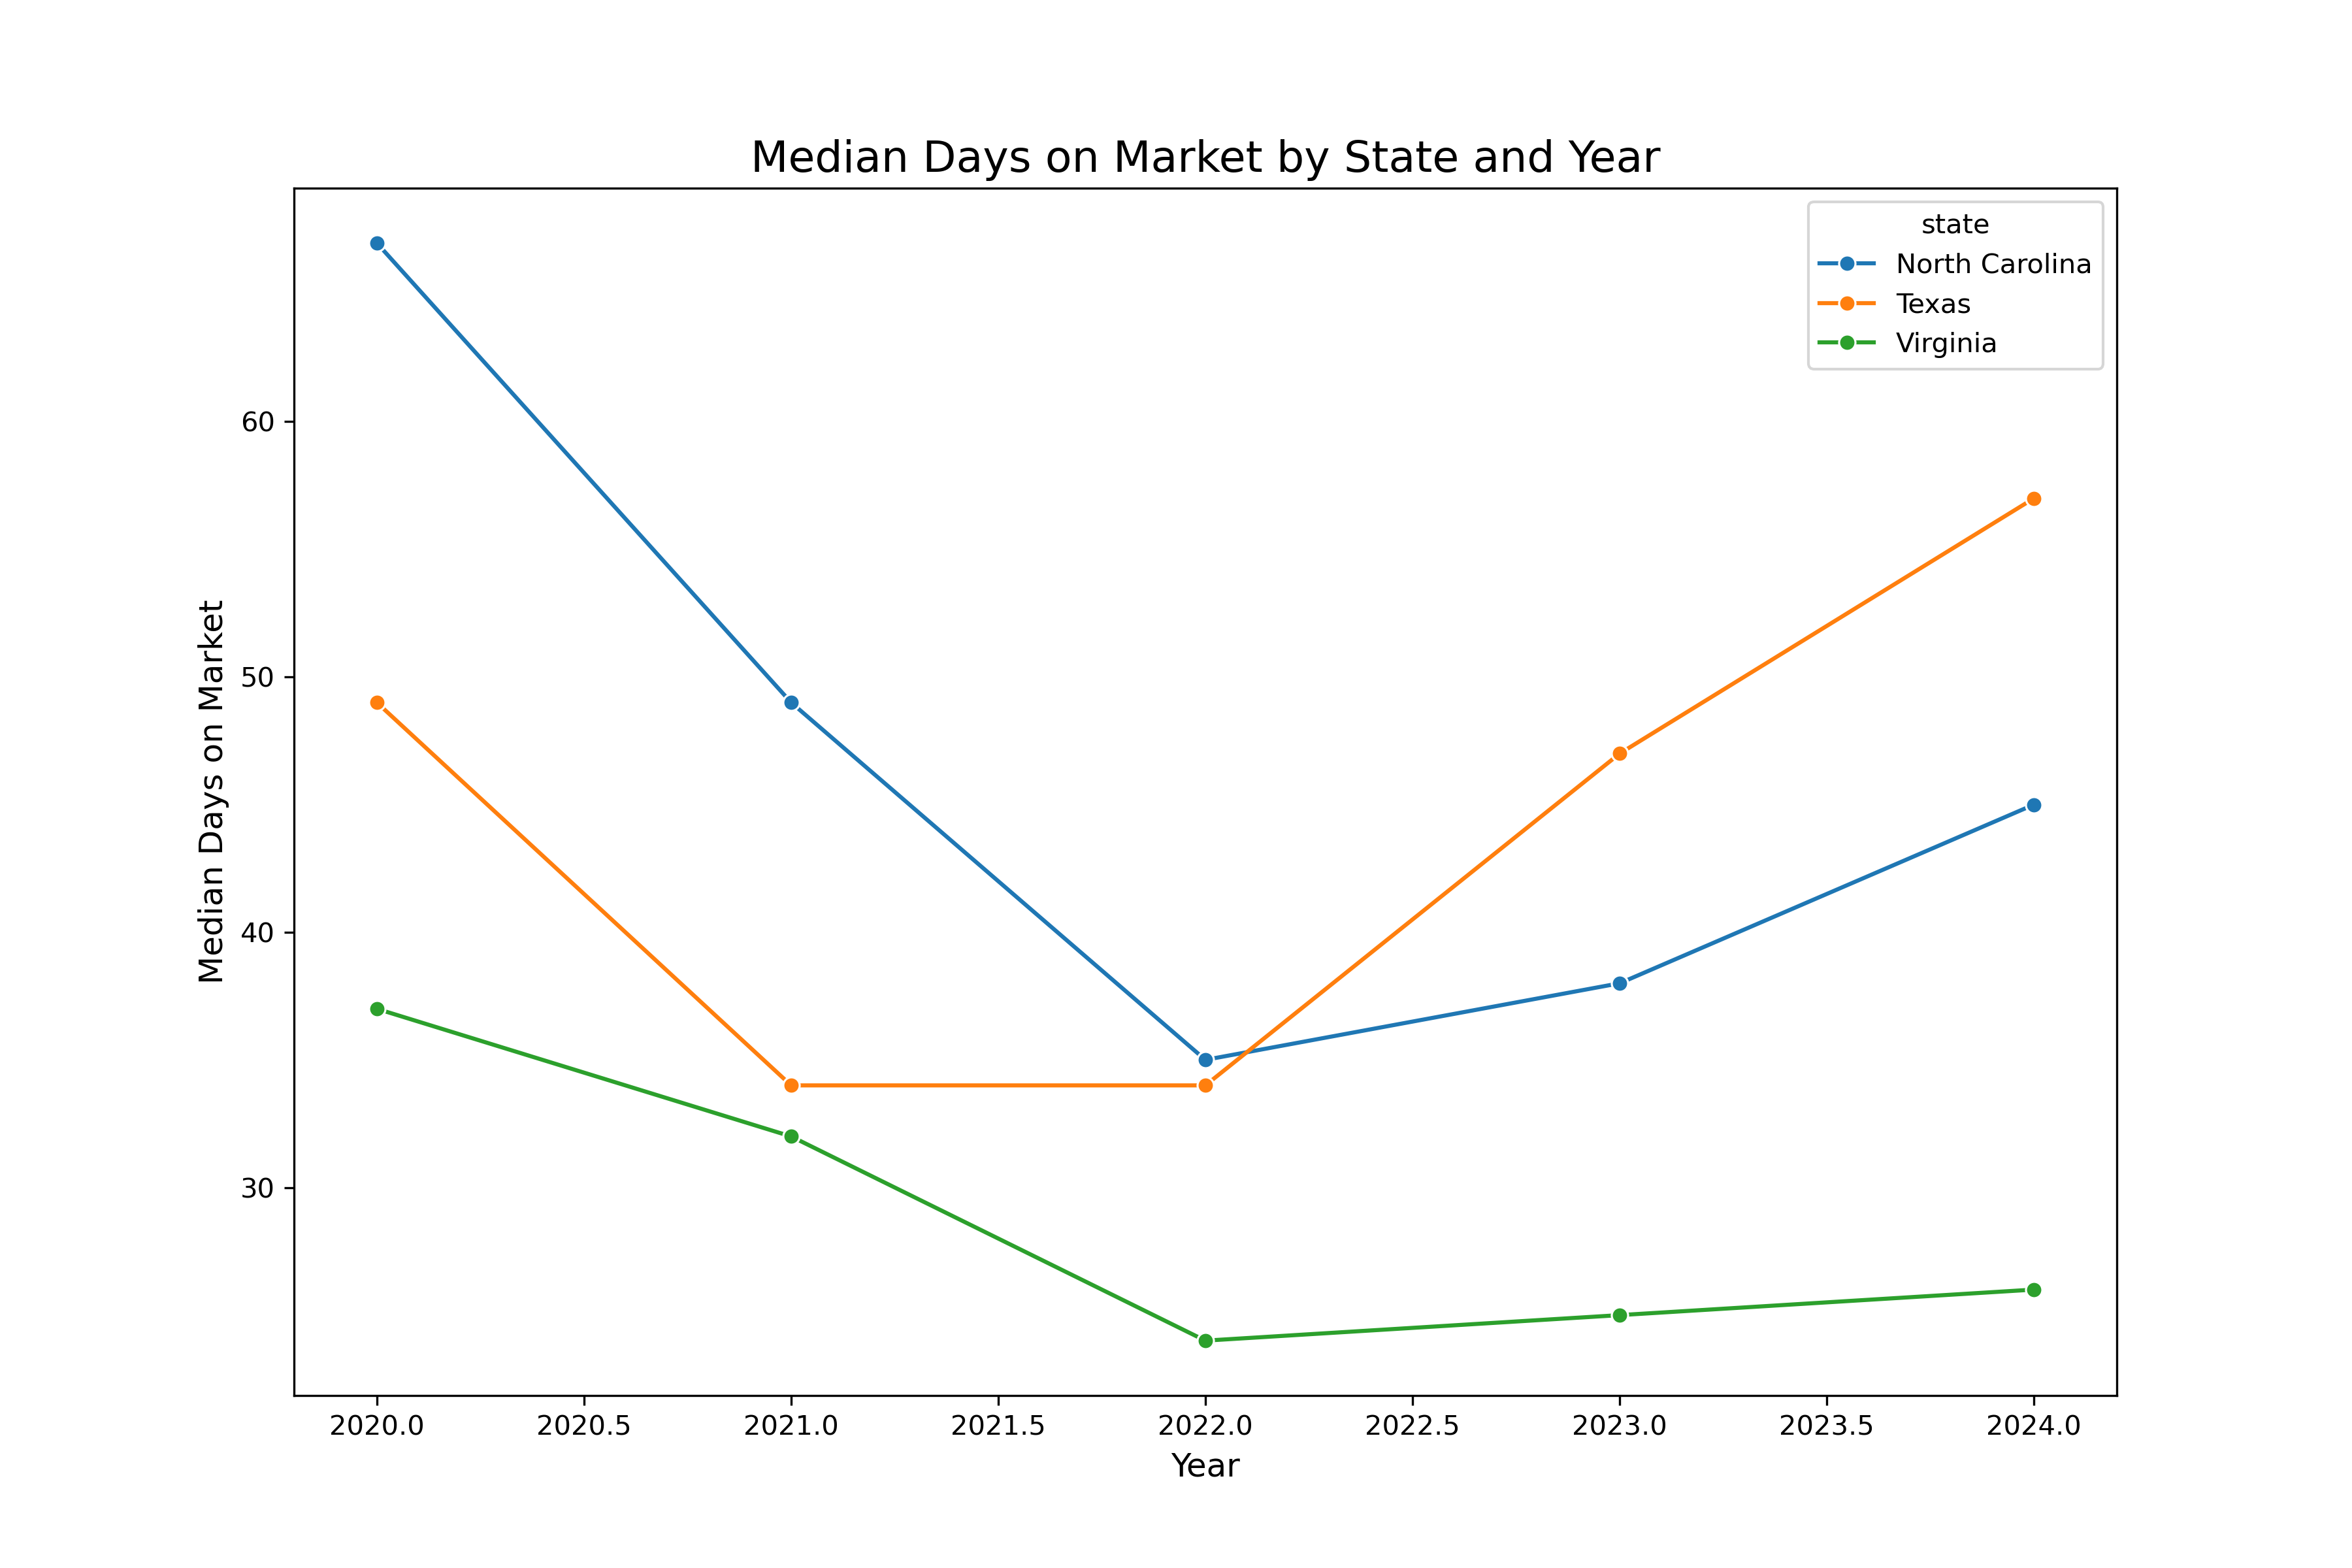 Median Days on Market by State and Year
state
North Carolina
Texas
Virginia
Median Days on Market
60
50
40
30
2020.0 2020.5 2021.0 2021.5 2022.0 2022.5 2023.0 2023.5 2024.0
Year